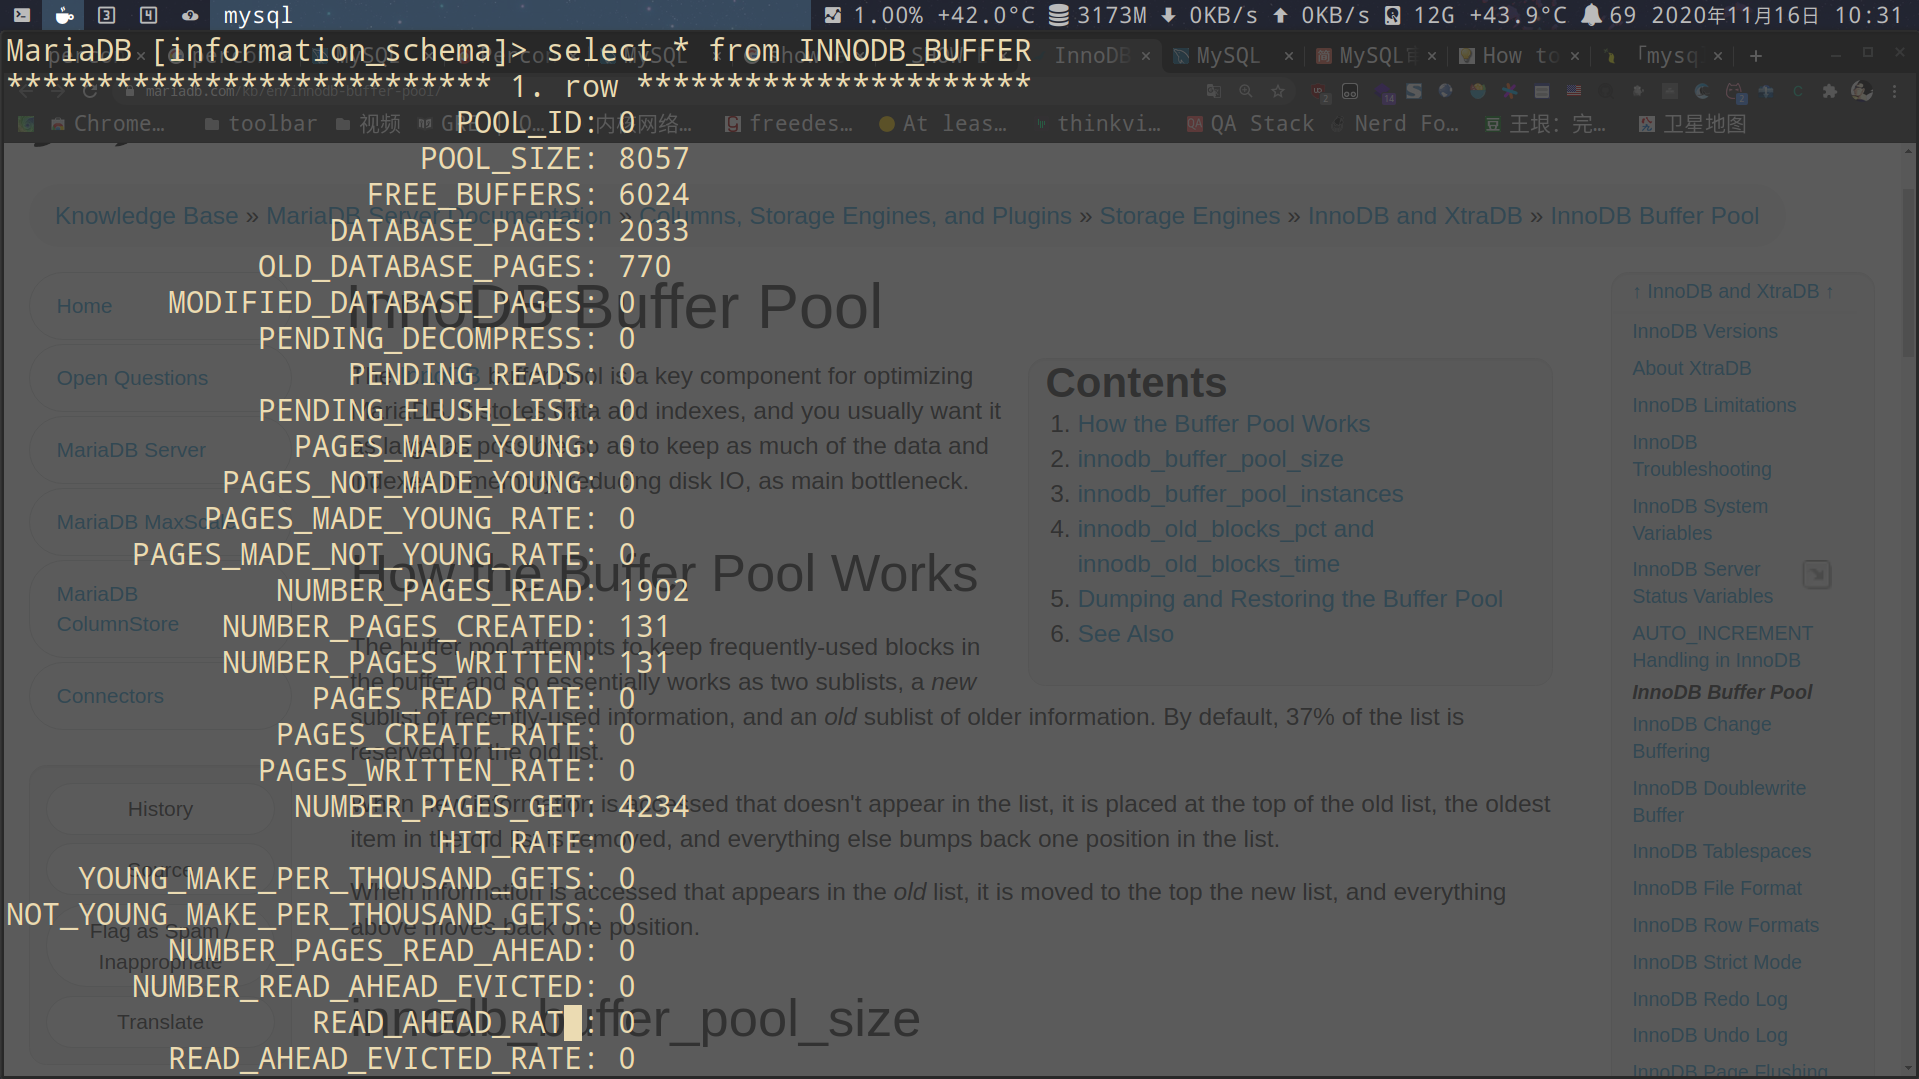 mysql
1.00% +42.0°C 3173M 0KB/s 0KB/s 12G +43.9°C 69 2020年11月16日 10:31
MariaDB [information_schema]> select * from INNODB_BUFFER
*************************** 1. row **********************
POOL_ID: 0
POOL_SIZE: 8057
FREE_BUFFERS: 6024
DATABASE_PAGES: 2033
OLD_DATABASE_PAGES: 770
MODIFIED_DATABASE_PAGES: 0
PENDING_DECOMPRESS: 0
PENDING_READS: 0
PENDING_FLUSH_LIST: 0
PAGES_MADE_YOUNG: 0
PAGES_NOT_MADE_YOUNG: 0
PAGES_MADE_YOUNG_RATE: 0
PAGES_MADE_NOT_YOUNG_RATE: 0
NUMBER_PAGES_READ: 1902
NUMBER_PAGES_CREATED: 131
NUMBER_PAGES_WRITTEN: 131
PAGES_READ_RATE: 0
PAGES_CREATE_RATE: 0
PAGES_WRITTEN_RATE: 0
NUMBER_PAGES_GET: 4234
HIT_RATE: 0
YOUNG_MAKE_PER_THOUSAND_GETS: 0
NOT_YOUNG_MAKE_PER_THOUSAND_GETS: 0
NUMBER_PAGES_READ_AHEAD: 0
NUMBER_READ_AHEAD_EVICTED: 0
READ_AHEAD_RAT : 0
READ_AHEAD_EVICTED_RATE: 0
InnoDB MySQL MySQL How to 「mysq
mariadb.com/kb/en/innodb-buffer-pool/
Chrome… toolbar 视频 内核网络… freedes… At leas… thinkvi… QA Stack Nerd Fo… 王垠：完… 卫星地图
Knowledge Base » MariaDB Server Documentation » Columns, Storage Engines, and Plugins » Storage Engines » InnoDB and XtraDB » InnoDB Buffer Pool
Home
Open Questions
MariaDB Server
MariaDB MaxScale
MariaDB
ColumnStore
Connectors
History
Source
Flag as Spam /
Inappropriate
Translate
InnoDB Buffer Pool
The InnoDB buffer pool is a key component for optimizing
MariaDB. It stores data and indexes, and you usually want it
as large as possible so as to keep as much of the data and
indexes in memory, reducing disk IO, as main bottleneck.
How the Buffer Pool Works
The buffer pool attempts to keep frequently-used blocks in
the buffer, and so essentially works as two sublists, a new
sublist of recently-used information, and an old sublist of older information. By default, 37% of the list is
reserved for the old list.
When new information is accessed that doesn't appear in the list, it is placed at the top of the old list, the oldest
item in the old list is removed, and everything else bumps back one position in the list.
When information is accessed that appears in the old list, it is moved to the top the new list, and everything
above moves back one position.
innodb_buffer_pool_size
Contents
1. How the Buffer Pool Works
2. innodb_buffer_pool_size
3. innodb_buffer_pool_instances
4. innodb_old_blocks_pct and
innodb_old_blocks_time
5. Dumping and Restoring the Buffer Pool
6. See Also
↑ InnoDB and XtraDB ↑
InnoDB Versions
About XtraDB
InnoDB Limitations
InnoDB
Troubleshooting
InnoDB System
Variables
InnoDB Server
Status Variables
AUTO_INCREMENT
Handling in InnoDB
InnoDB Buffer Pool
InnoDB Change
Buffering
InnoDB Doublewrite
Buffer
InnoDB Tablespaces
InnoDB File Format
InnoDB Row Formats
InnoDB Strict Mode
InnoDB Redo Log
InnoDB Undo Log
InnoDB Page Flushing